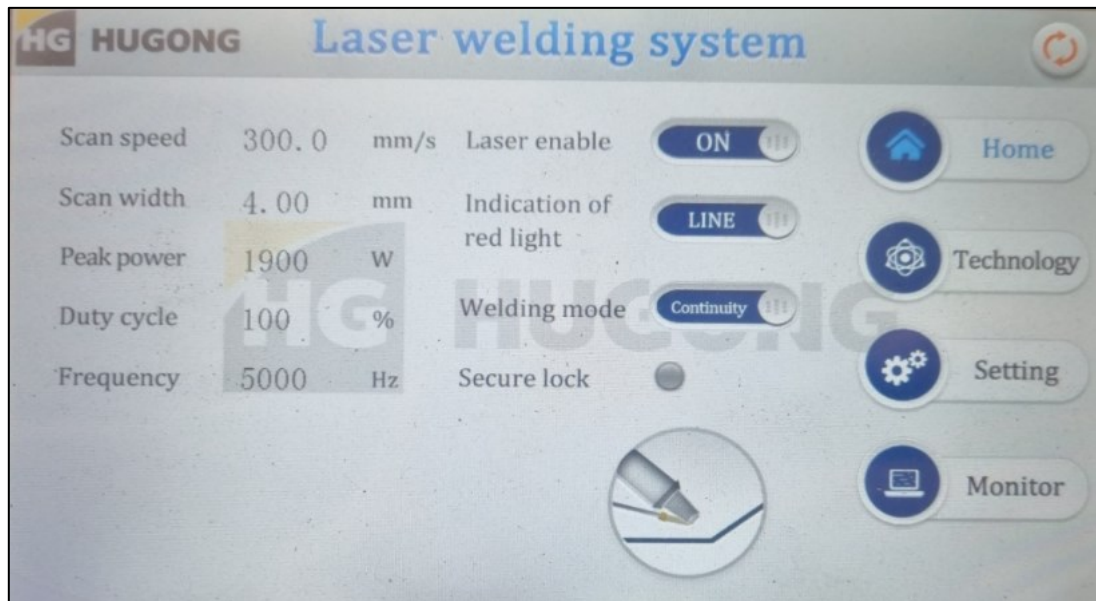 HG HUGONG Laser welding system
Scan speed 300.0 mm/s Laser enable ON Home
Scan width 4.00 mm Indication of red light LINE
Peak power 1900 W Technology
Duty cycle 100 % Welding mode Continuity
Frequency 5000 Hz Secure lock Setting
Monitor
HG HUGONG